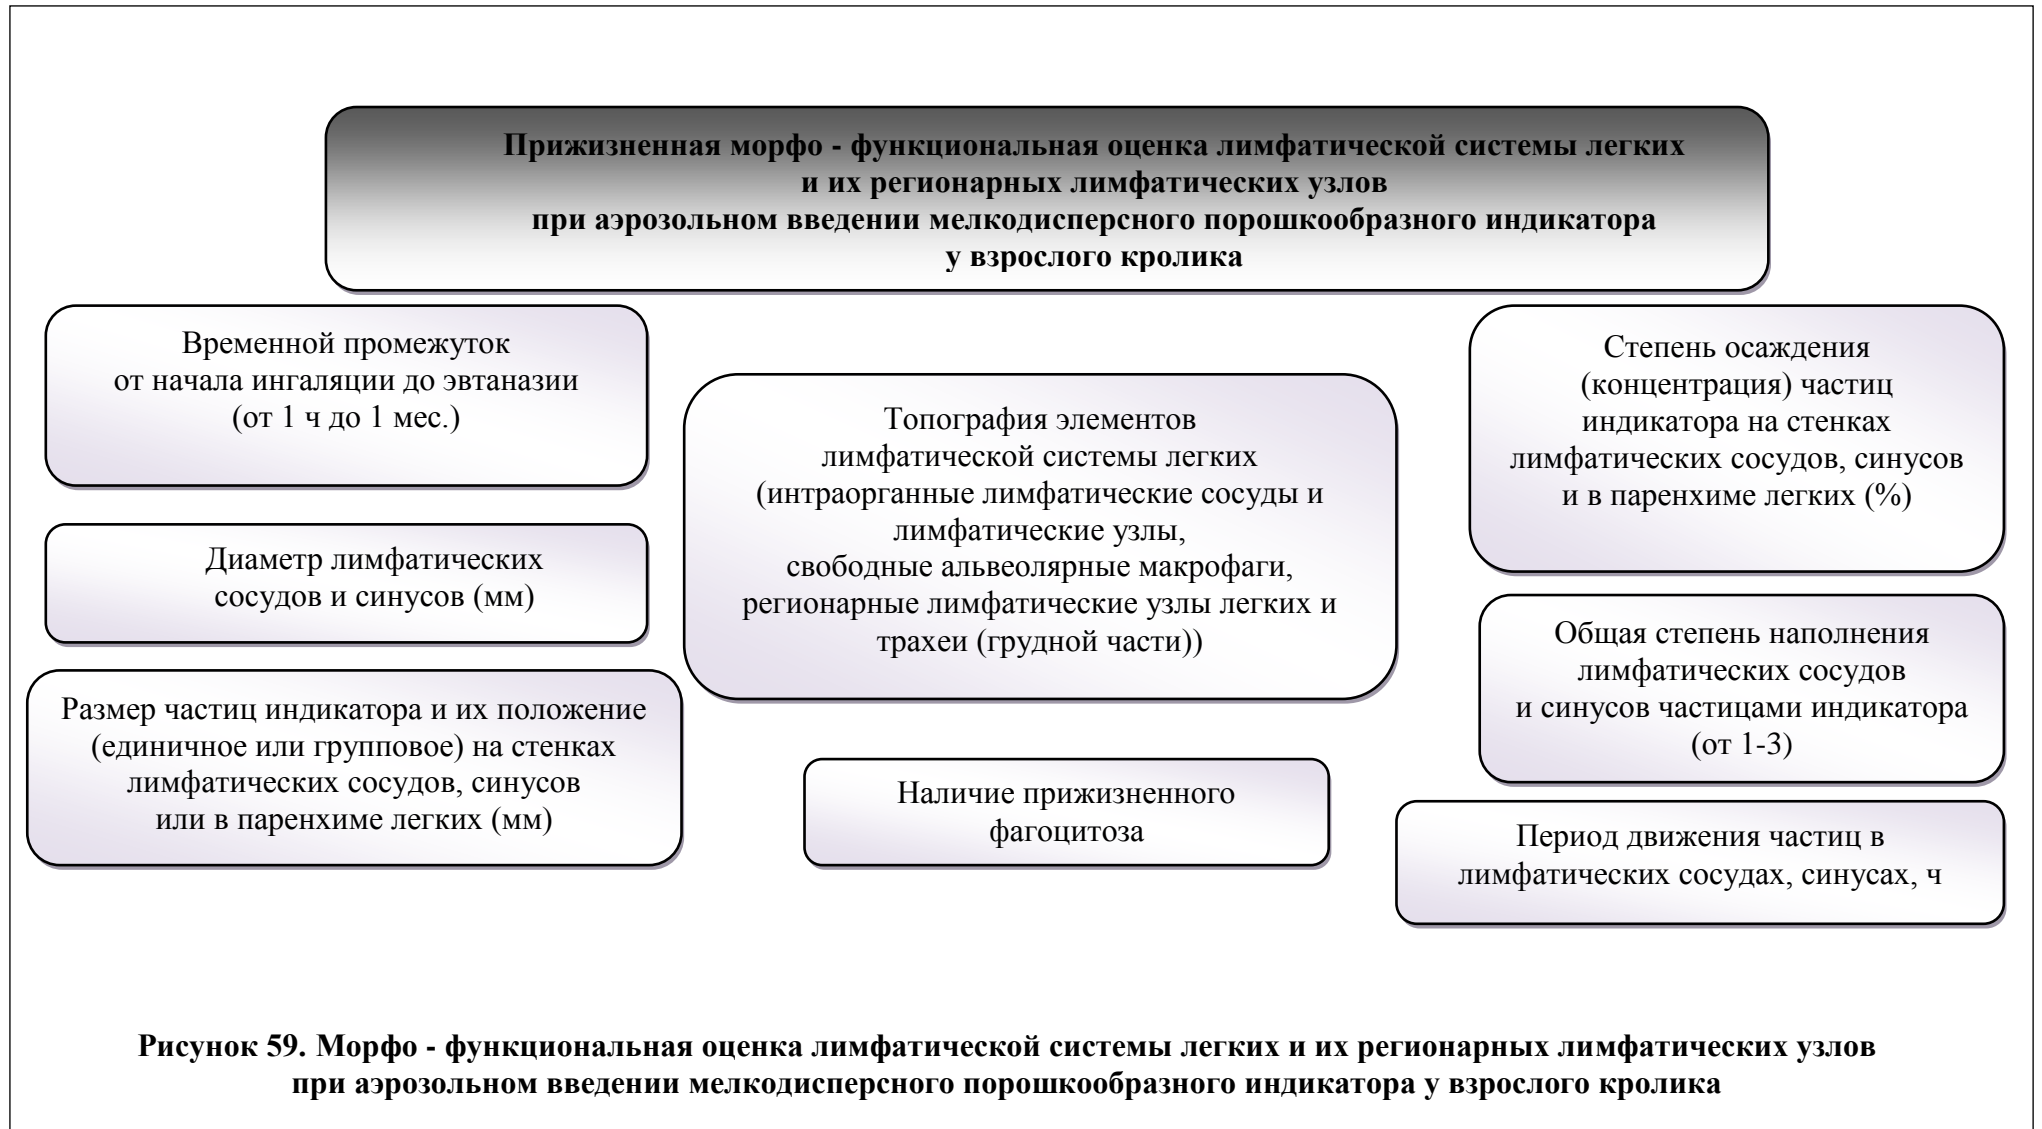 Прижизненная морфо - функциональная оценка лимфатической системы легких
и их регионарных лимфатических узлов
при аэрозольном введении мелкодисперсного порошкообразного индикатора
у взрослого кролика
Временной промежуток
от начала ингаляции до эвтаназии
(от 1 ч до 1 мес.)
Диаметр лимфатических
сосудов и синусов (мм)
Размер частиц индикатора и их положение
(единичное или групповое) на стенках
лимфатических сосудов, синусов
или в паренхиме легких (мм)
Топография элементов
лимфатической системы легких
(интраорганные лимфатические сосуды и
лимфатические узлы,
свободные альвеолярные макрофаги,
регионарные лимфатические узлы легких и
трахеи (грудной части))
Наличие прижизненного
фагоцитоза
Степень осаждения
(концентрация) частиц
индикатора на стенках
лимфатических сосудов, синусов
и в паренхиме легких (%)
Общая степень наполнения
лимфатических сосудов
и синусов частицами индикатора
(от 1-3)
Период движения частиц в
лимфатических сосудах, синусах, ч
Рисунок 59. Морфо - функциональная оценка лимфатической системы легких и их регионарных лимфатических узлов
при аэрозольном введении мелкодисперсного порошкообразного индикатора у взрослого кролика